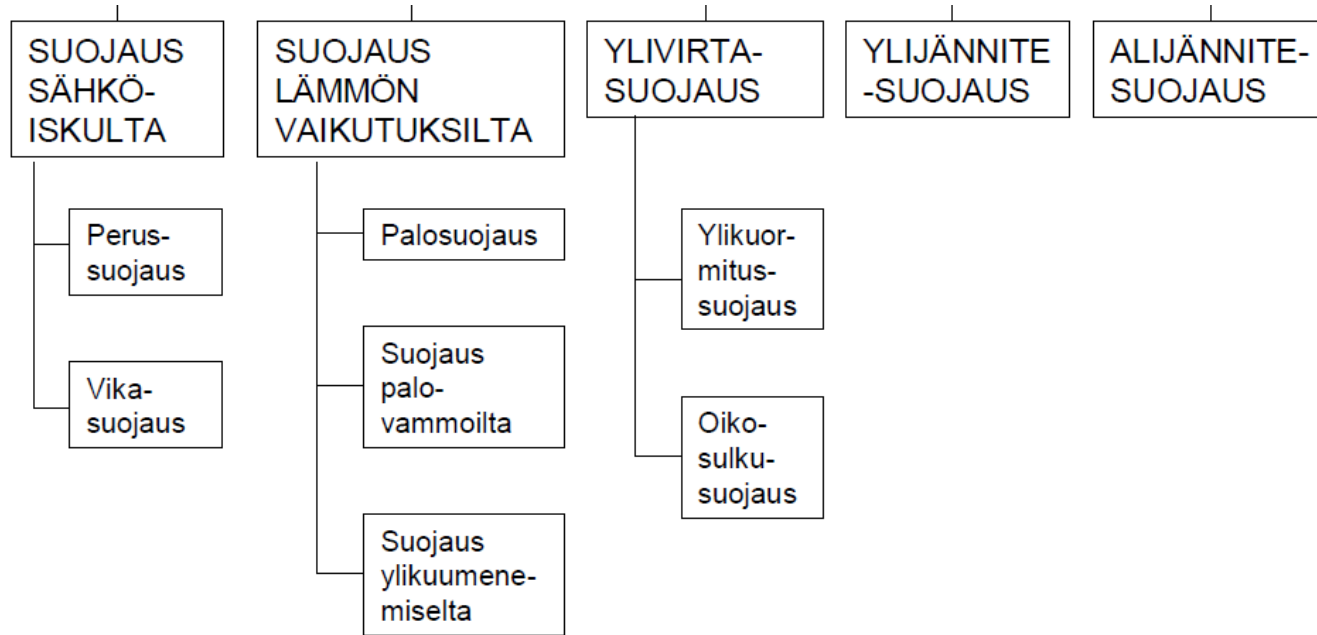 SUOJAUS
SÄHKÖ-
ISKULTA
Perus-
suojaus
Vika-
suojaus
SUOJAUS
LÄMMÖN
VAIKUTUKSILTA
Palosuojaus
Suojaus
palo-
vammoilta
Suojaus
ylikuumene-
miselta
YLIVIRTA-
SUOJAUS
Ylikuor-
mitus-
suojaus
Oiko-
sulku-
suojaus
YLIJÄNNITE
-SUOJAUS
ALIJÄNNITE-
SUOJAUS